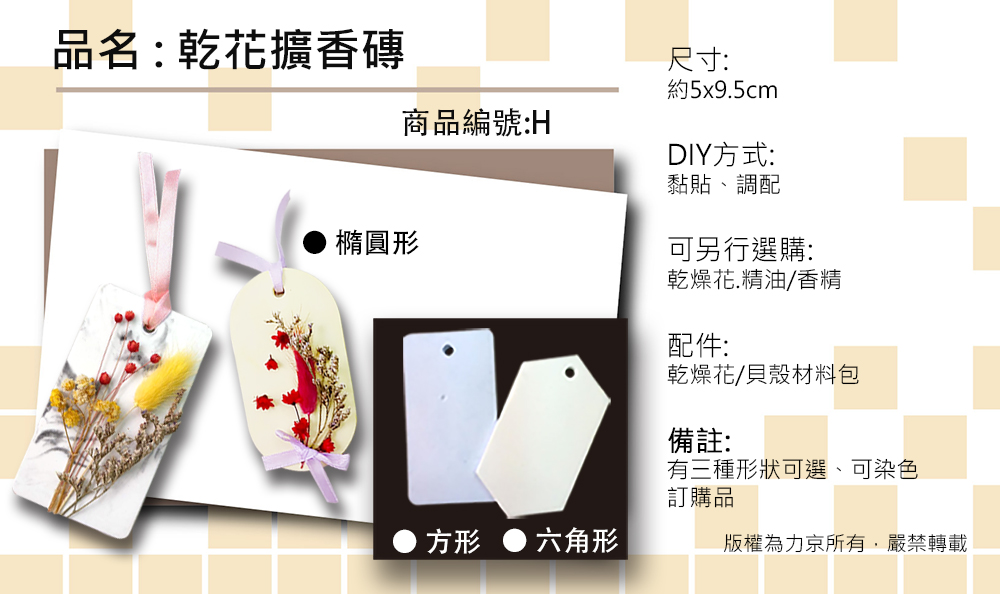 品名 : 乾花擴香磚
商品編號:H
● 橢圓形
● 方形 ● 六角形
尺寸:
約5x9.5cm
DIY方式:
黏貼、調配
可另行選購:
乾燥花.精油/香精
配件:
乾燥花/貝殼材料包
備註:
有三種形狀可選、可染色
訂購品
版權為力京所有，嚴禁轉載